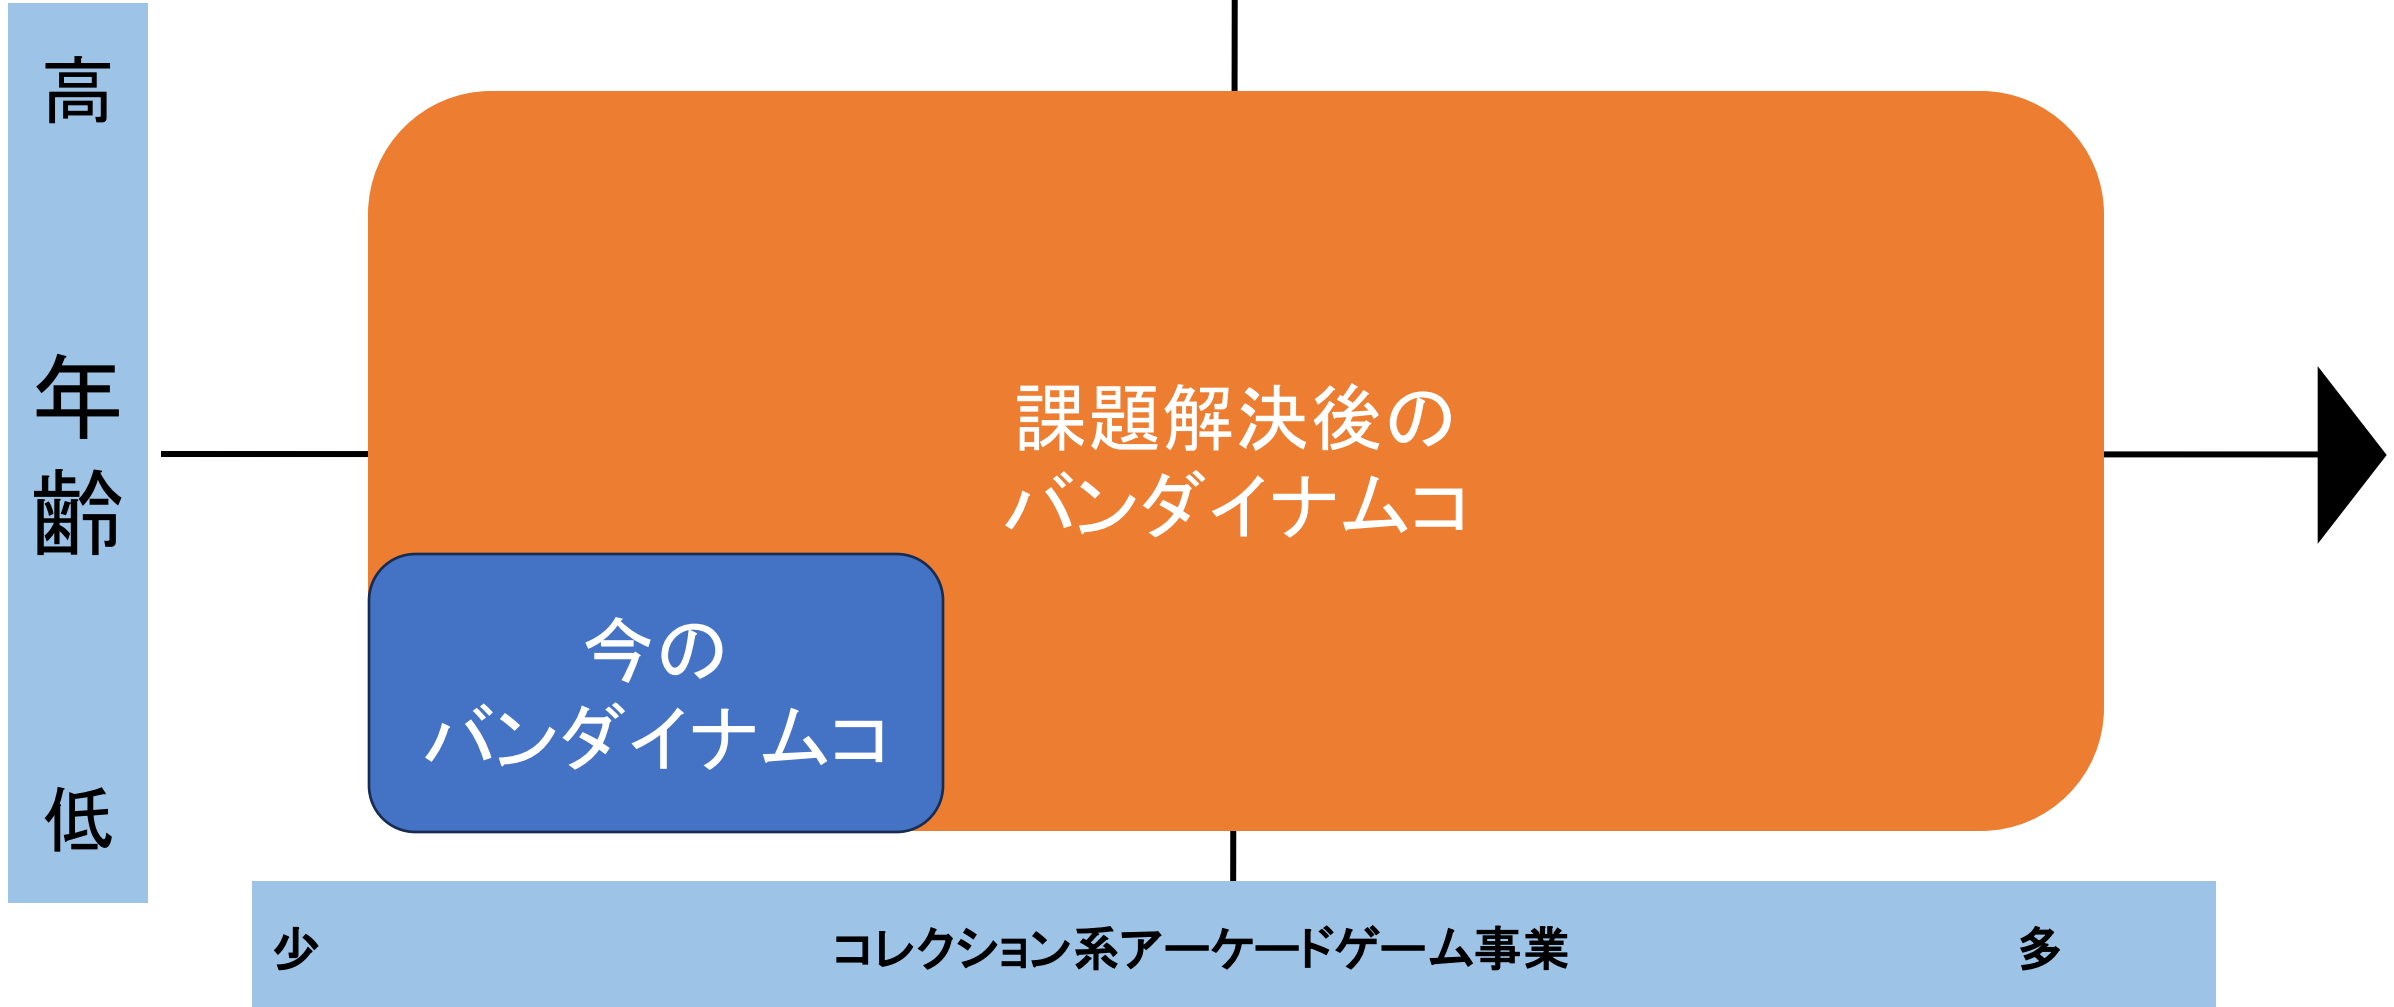 高
年
齢
低
課題解決後の
バンダイナムコ
今の
バンダイナムコ
少
コレクション系アーケードゲーム事業
多